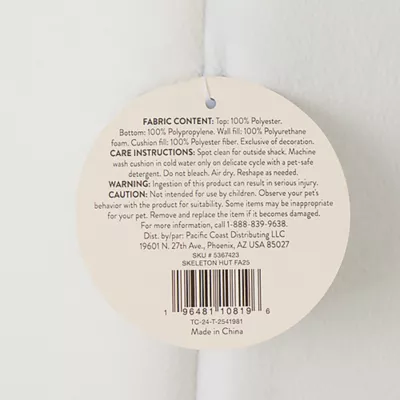 FABRIC CONTENT: Top: 100% Polyester.
Bottom: 100% Polypropylene. Wall fill: 100% Polyurethane
foam. Cushion fill: 100% Polyester fiber. Exclusive of decoration.
CARE INSTRUCTIONS: Spot clean for outside shack. Machine
wash cushion in cold water only on delicate cycle with a pet-safe
detergent. Do not bleach. Air dry. Reshape as needed.
WARNING: Ingestion of this product can result in serious injury.
CAUTION: Not intended for use by children. Observe your pet's
behavior with the product for suitability. Some items may be inappropriate
for your pet. Remove and replace the item if it becomes damaged.
For more information, call 1-888-839-9638.
Dist. by/par: Pacific Coast Distributing LLC
19601 N. 27th Ave., Phoenix, AZ USA 85027
SKU # 5367423
SKELETON HUT FA25
1 96481 10819 6
TC-24-T-2541981
Made in China